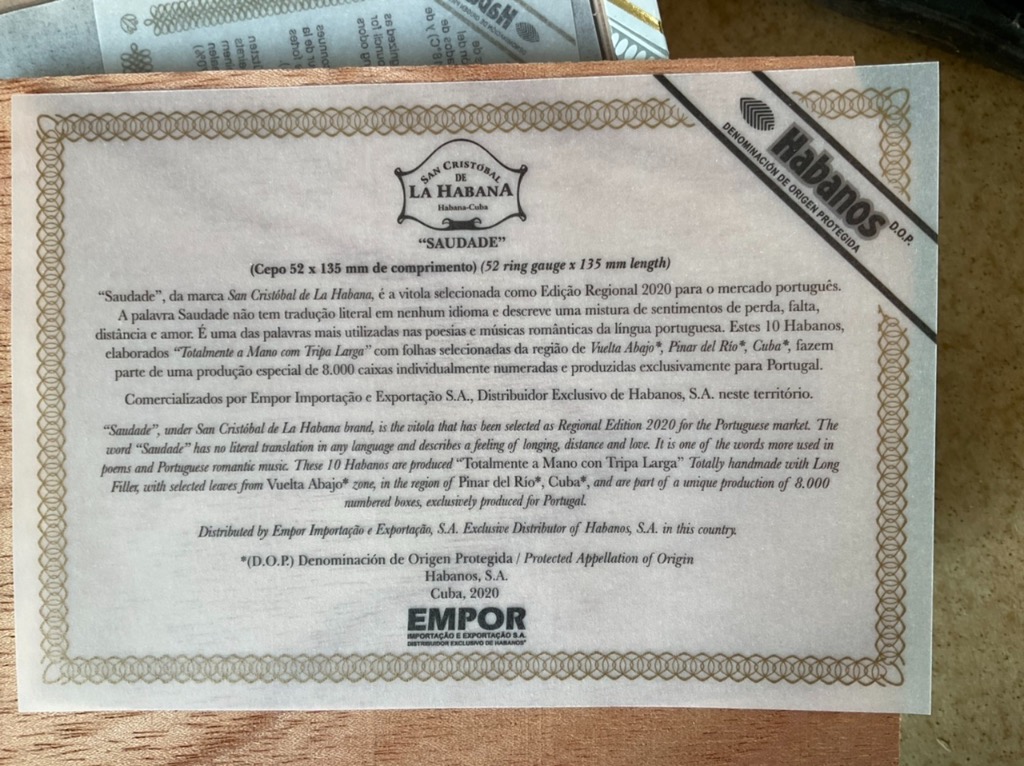 Habanos
DENOMINACIÓN DE ORIGEN PROTEGIDA
D.O.P.
SAN CRISTÓBAL
DE
LA HABANA
Habana-Cuba
“SAUDADE”
(Cepo 52 x 135 mm de comprimento) (52 ring gauge x 135 mm length)
“Saudade”, da marca San Cristóbal de La Habana, é a vitola selecionada como Edição Regional 2020 para o mercado português.
A palavra Saudade não tem tradução literal em nenhum idioma e descreve uma mistura de sentimentos de perda, falta,
distância e amor. É uma das palavras mais utilizadas nas poesias e músicas românticas da língua portuguesa. Estes 10 Habanos,
elaborados “Totalmente a Mano com Tripa Larga” com folhas selecionadas da região de Vuelta Abajo*, Pinar del Río*, Cuba*, fazem
parte de uma produção especial de 8.000 caixas individualmente numeradas e produzidas exclusivamente para Portugal.
Comercializados por Empor Importação e Exportação S.A., Distribuidor Exclusivo de Habanos, S.A. neste território.
“Saudade”, under San Cristóbal de La Habana brand, is the vitola that has been selected as Regional Edition 2020 for the Portuguese market. The
word “Saudade” has no literal translation in any language and describes a feeling of longing, distance and love. It is one of the words more used in
poems and Portuguese romantic music. These 10 Habanos are produced “Totalmente a Mano con Tripa Larga” Totally handmade with Long
Filler, with selected leaves from Vuelta Abajo* zone, in the region of Pinar del Río*, Cuba*, and are part of a unique production of 8.000
numbered boxes, exclusively produced for Portugal.
Distributed by Empor Importação e Exportação, S.A. Exclusive Distributor of Habanos, S.A. in this country.
*(D.O.P.) Denominación de Origen Protegida / Protected Appellation of Origin
Habanos, S.A.
Cuba, 2020
EMPOR
IMPORTAÇÃO E EXPORTAÇÃO S.A.
DISTRIBUIDOR EXCLUSIVO DE HABANOS*